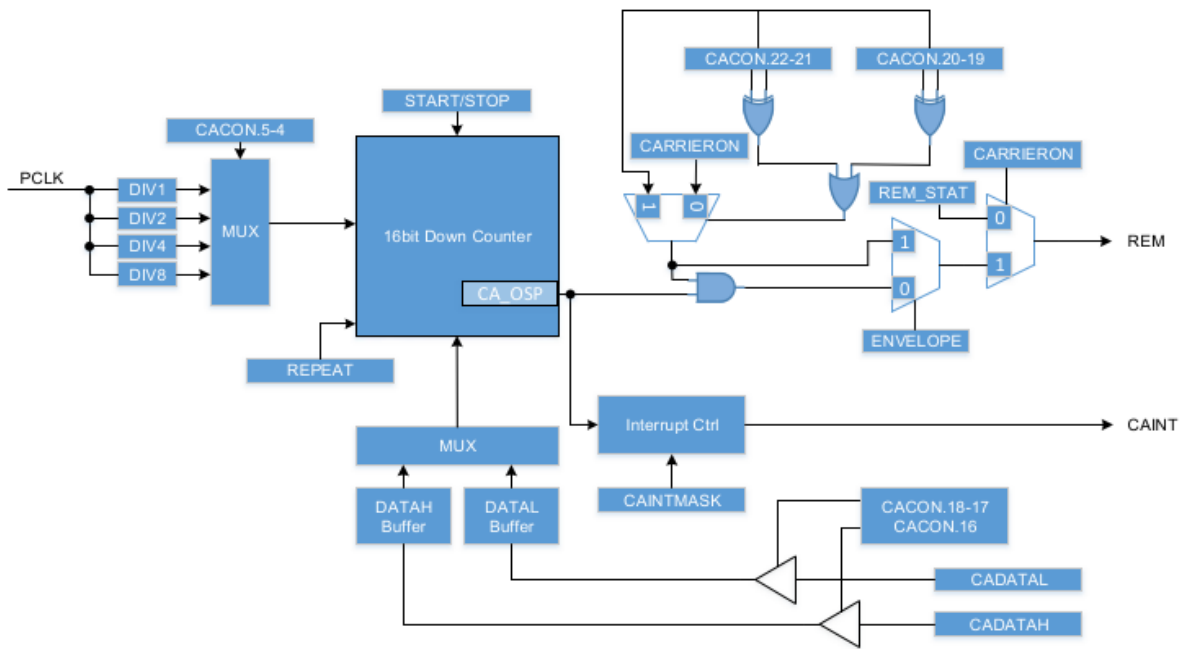 CACON.22-21
CACON.20-19
START/STOP
CACON.5-4
CARRIERON
CARRIERON
PCLK
DIV1
DIV2
DIV4
DIV8
MUX
16bit Down Counter
CA_OSP
1
0
REM_STAT
0
1
1
0
REM
ENVELOPE
REPEAT
MUX
Interrupt Ctrl
CAINT
DATAH
Buffer
DATAL
Buffer
CAINTMASK
CACON.18-17
CACON.16
CADATAL
CADATAH